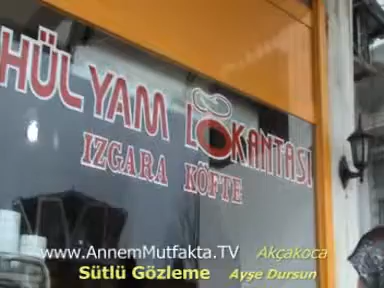 HÜLYAM LOKANTASI
IZGARA KÖFTE
www.AnnemMutfakta.TV Akçakoca
Sütlü Gözleme Ayşe Dursun